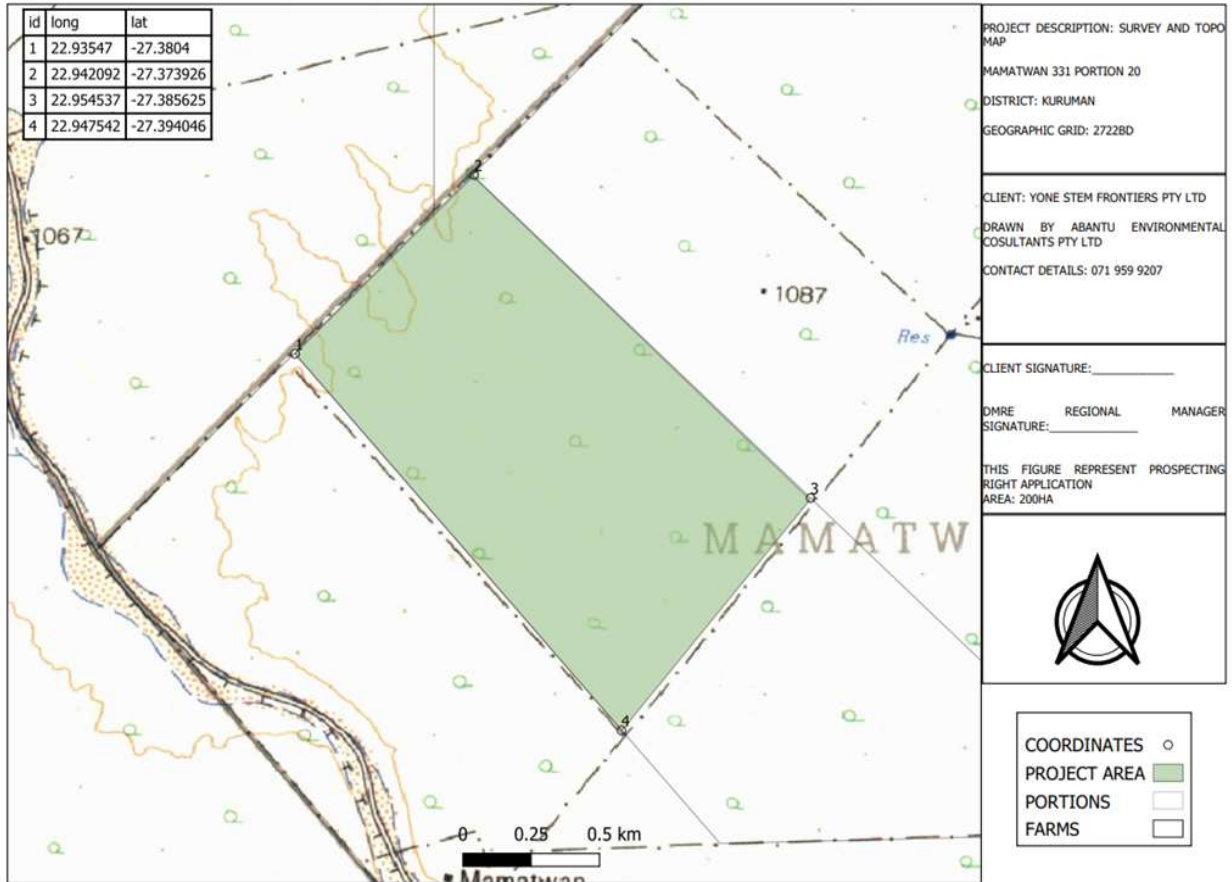 id long lat
1 22.93547 -27.3804
2 22.942092 -27.373926
3 22.954537 -27.385625
4 22.947542 -27.394046
2
1067
1087
1
Res
3
MAMATW
4
0 0.25 0.5 km
Mamatwan
PROJECT DESCRIPTION: SURVEY AND TOPO
MAP
MAMATWAN 331 PORTION 20
DISTRICT: KURUMAN
GEOGRAPHIC GRID: 2722BD
CLIENT: YONE STEM FRONTIERS PTY LTD
DRAWN BY ABANTU ENVIRONMENTAL
COSULTANTS PTY LTD
CONTACT DETAILS: 071 959 9207
CLIENT SIGNATURE:____________
DMRE REGIONAL MANAGER
SIGNATURE:_____________
THIS FIGURE REPRESENT PROSPECTING
RIGHT APPLICATION
AREA: 200HA
COORDINATES
PROJECT AREA
PORTIONS
FARMS